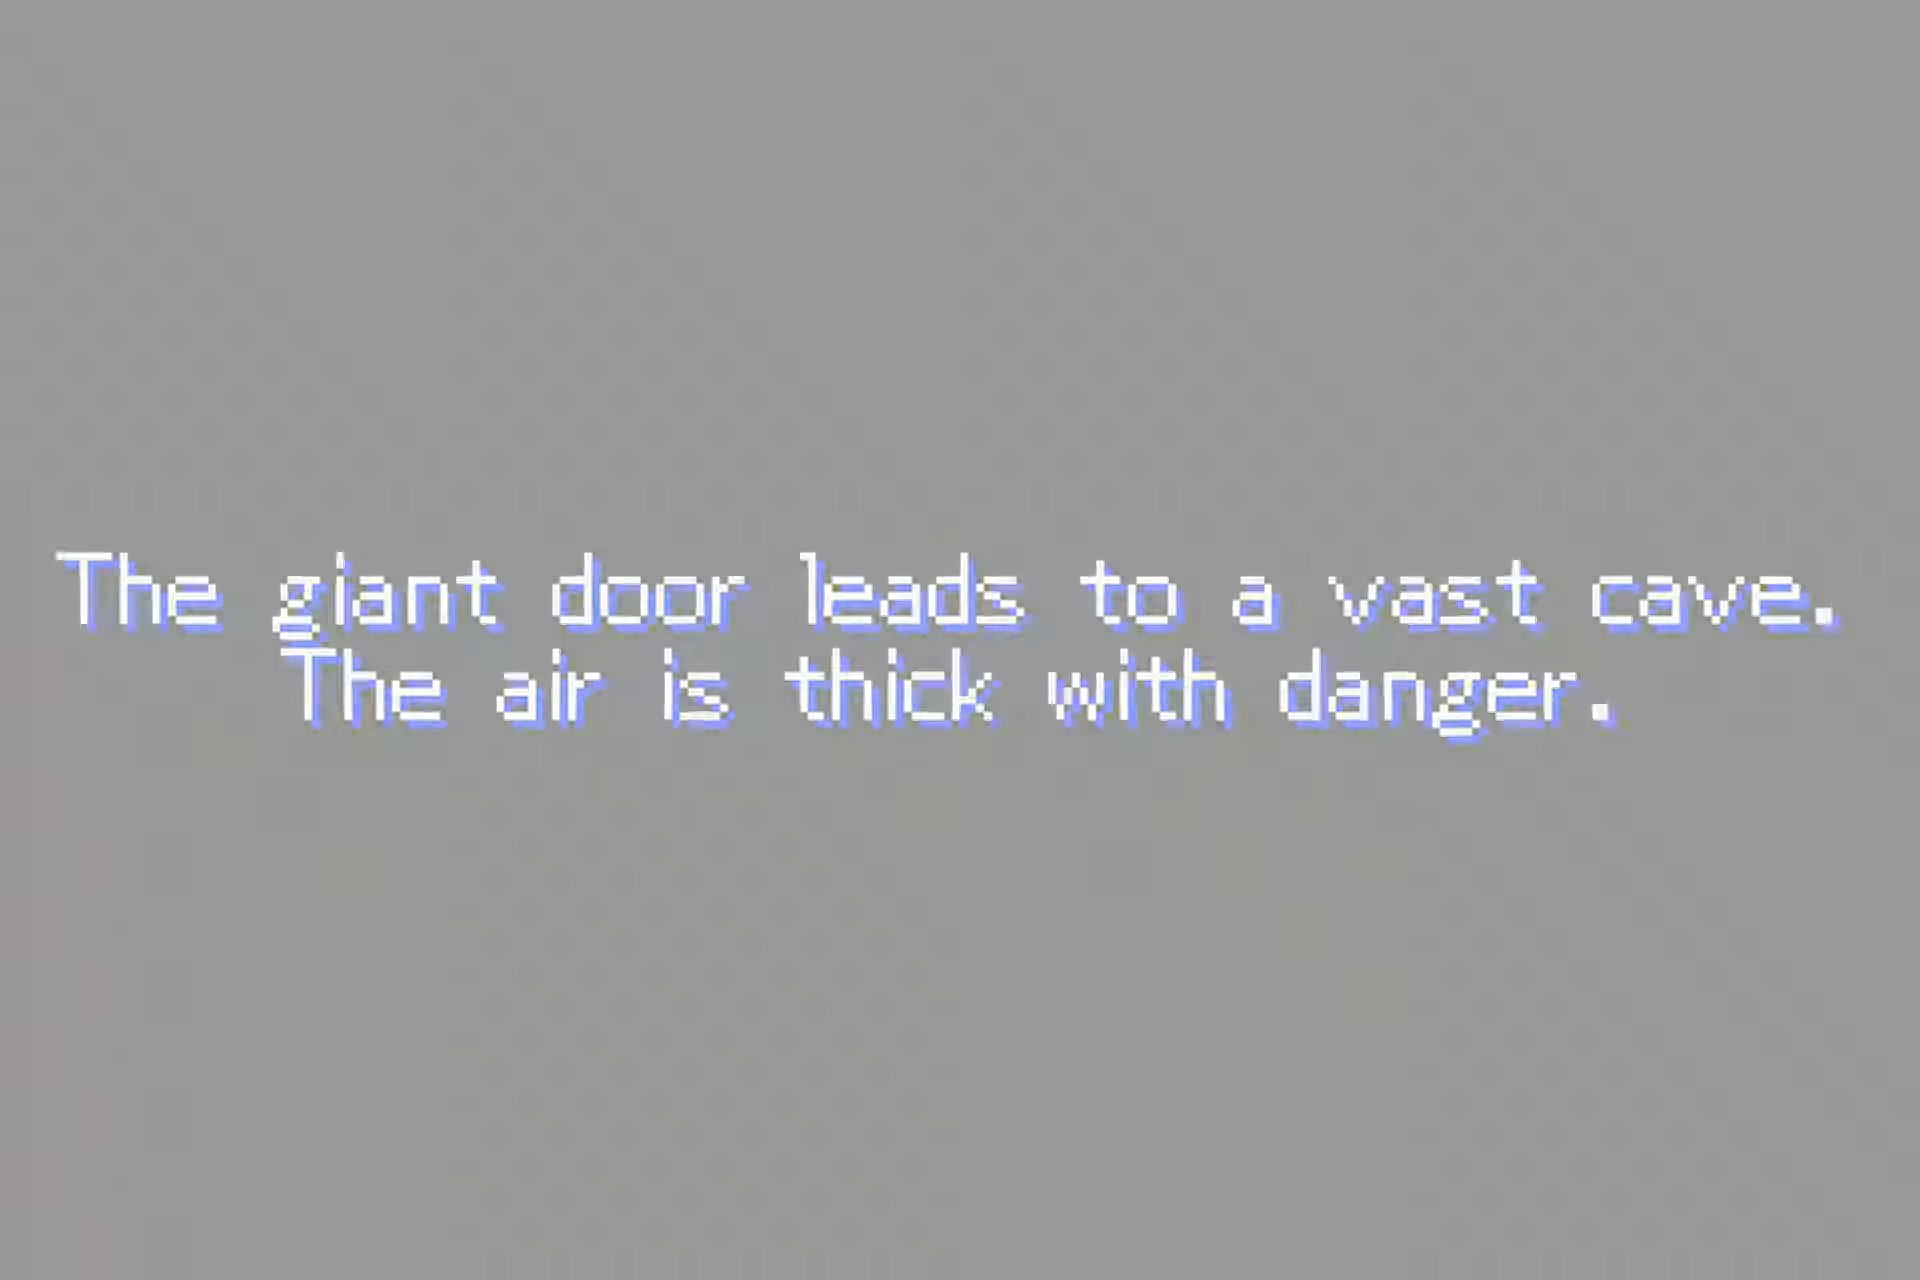 The giant door leads to a vast cave.
The air is thick with danger.